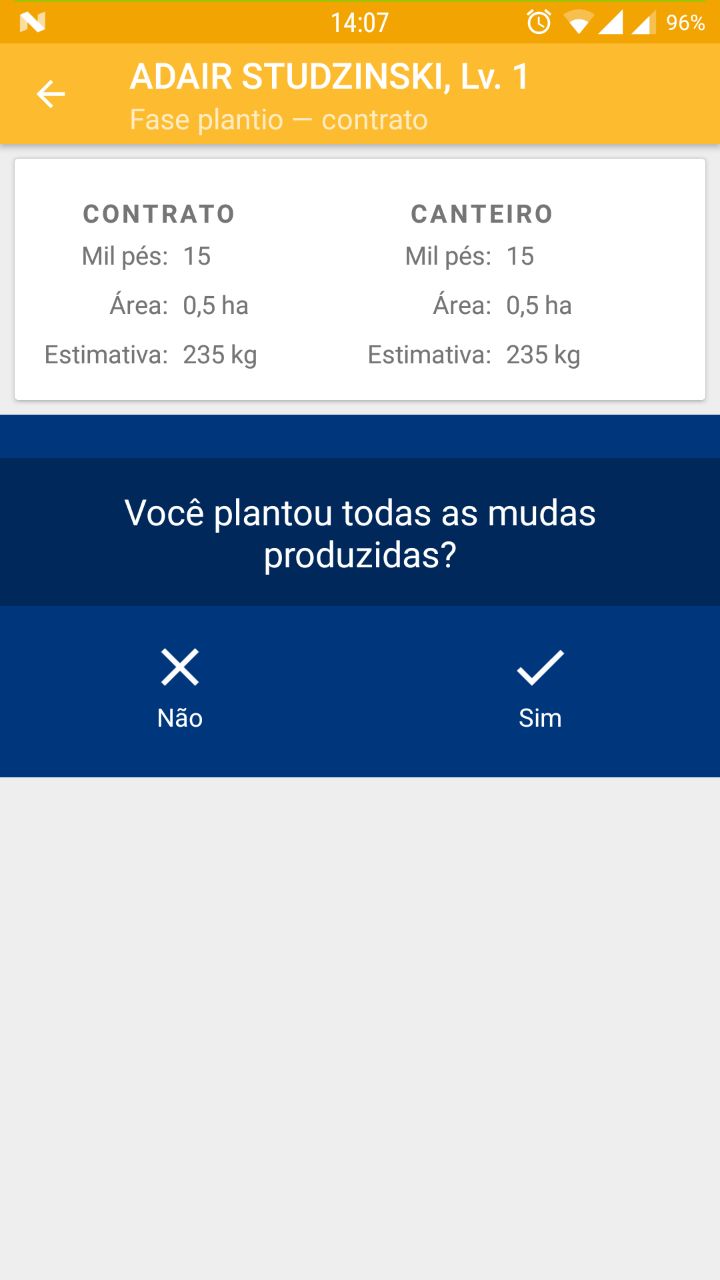 14:07
96%
ADAIR STUDZINSKI, Lv. 1
Fase plantio — contrato
CONTRATO
Mil pés: 15
Área: 0,5 ha
Estimativa: 235 kg
CANTEIRO
Mil pés: 15
Área: 0,5 ha
Estimativa: 235 kg
Você plantou todas as mudas
produzidas?
Não
Sim